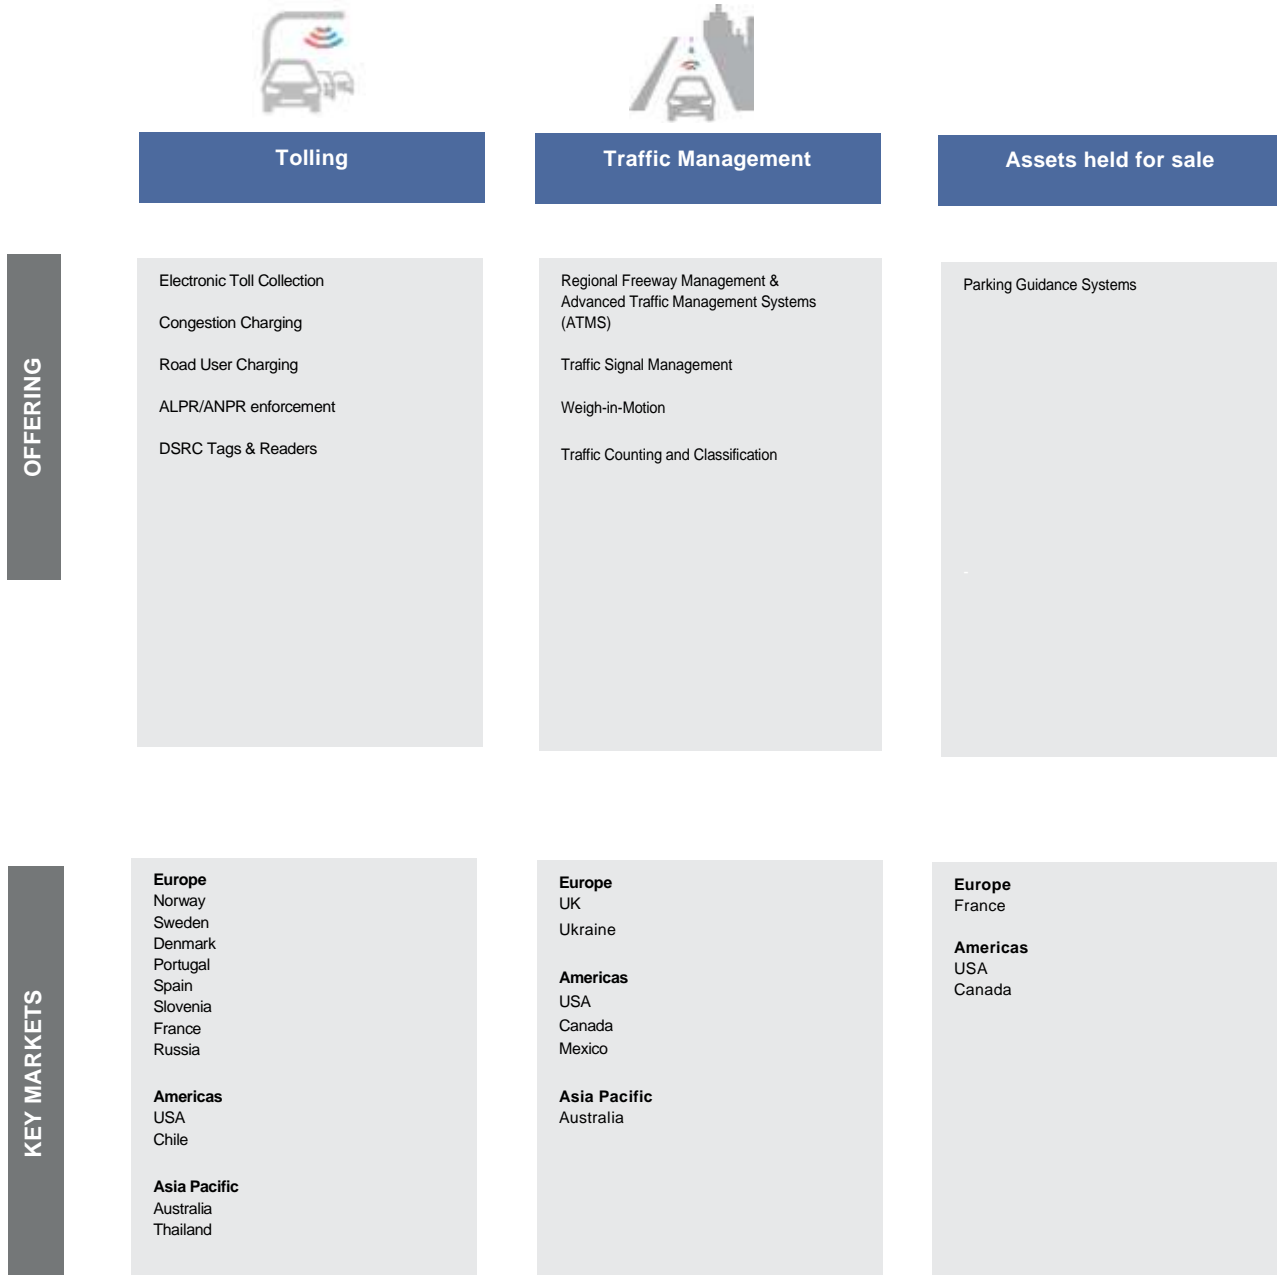 Tolling
Traffic Management
Assets held for sale
OFFERING
Electronic Toll Collection
Congestion Charging
Road User Charging
ALPR/ANPR enforcement
DSRC Tags & Readers
Regional Freeway Management &
Advanced Traffic Management Systems
(ATMS)
Traffic Signal Management
Weigh-in-Motion
Traffic Counting and Classification
Parking Guidance Systems
-
KEY MARKETS
Europe
Norway
Sweden
Denmark
Portugal
Spain
Slovenia
France
Russia
Americas
USA
Chile
Asia Pacific
Australia
Thailand
Europe
UK
Ukraine
Americas
USA
Canada
Mexico
Asia Pacific
Australia
Europe
France
Americas
USA
Canada